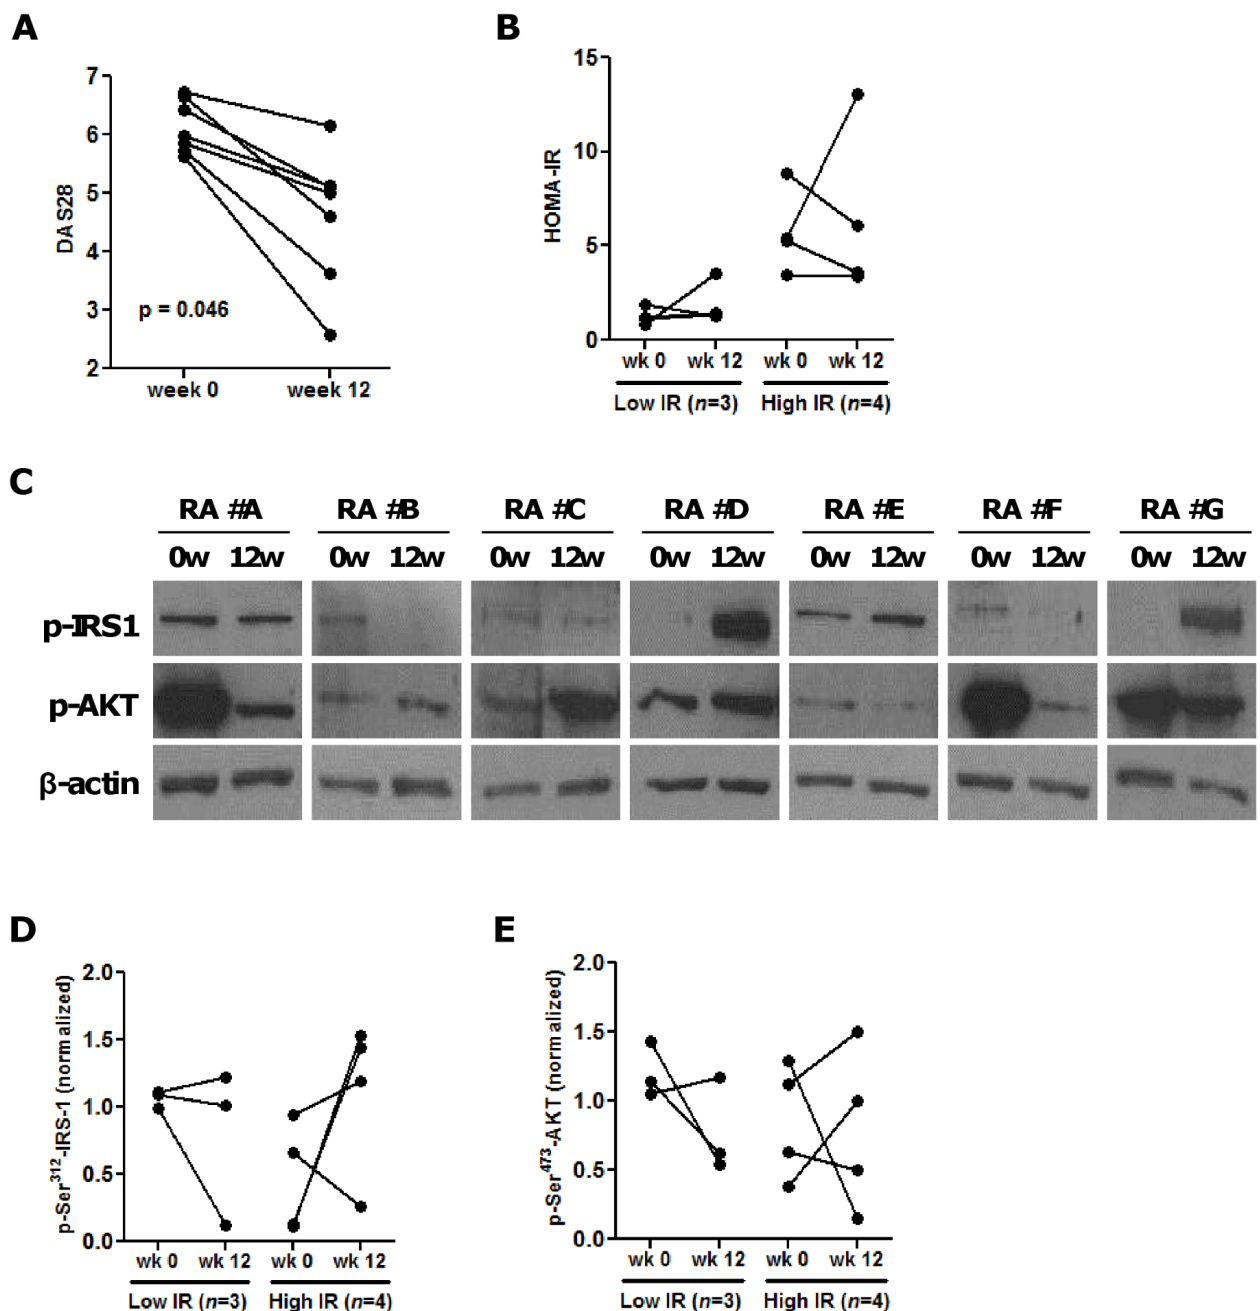 A
7
6
5
4
3
2
DAS28
p = 0.046
week 0 week 12
B
15
10
5
0
HOMA-IR
wk 0 wk 12 wk 0 wk 12
Low IR (n=3) High IR (n=4)
C
RA #A RA #B RA #C RA #D RA #E RA #F RA #G
0w 12w 0w 12w 0w 12w 0w 12w 0w 12w 0w 12w 0w 12w
p-IRS1
p-AKT
β-actin
D
2.0
1.5
1.0
0.5
0.0
p-Ser³¹²-IRS-1 (normalized)
wk 0 wk 12 wk 0 wk 12
Low IR (n=3) High IR (n=4)
E
2.0
1.5
1.0
0.5
0.0
p-Ser⁴⁷³-AKT (normalized)
wk 0 wk 12 wk 0 wk 12
Low IR (n=3) High IR (n=4)